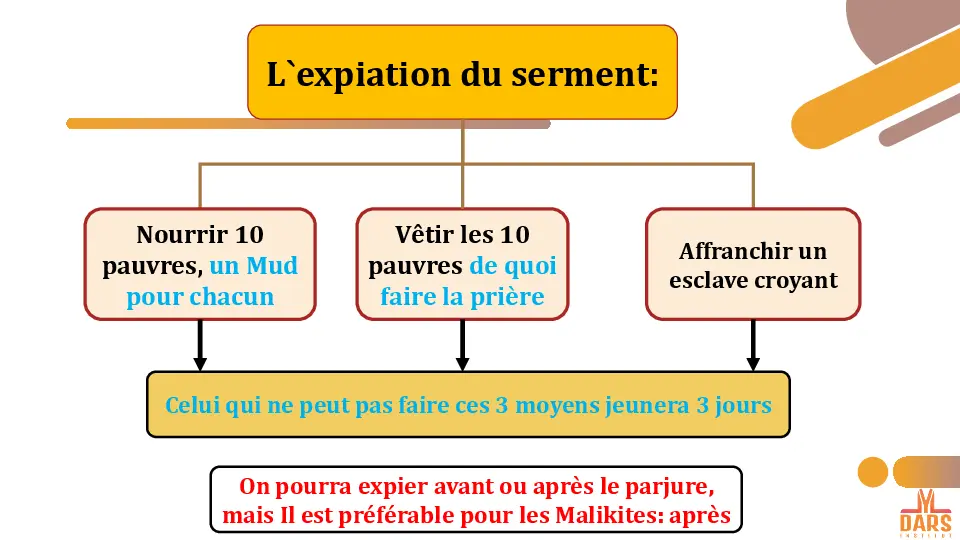 L`expiation du serment:
Nourrir 10
pauvres, un Mud
pour chacun
Vêtir les 10
pauvres de quoi
faire la prière
Affranchir un
esclave croyant
Celui qui ne peut pas faire ces 3 moyens jeunera 3 jours
On pourra expier avant ou après le parjure,
mais Il est préférable pour les Malikites: après
DARS
INSTITUT